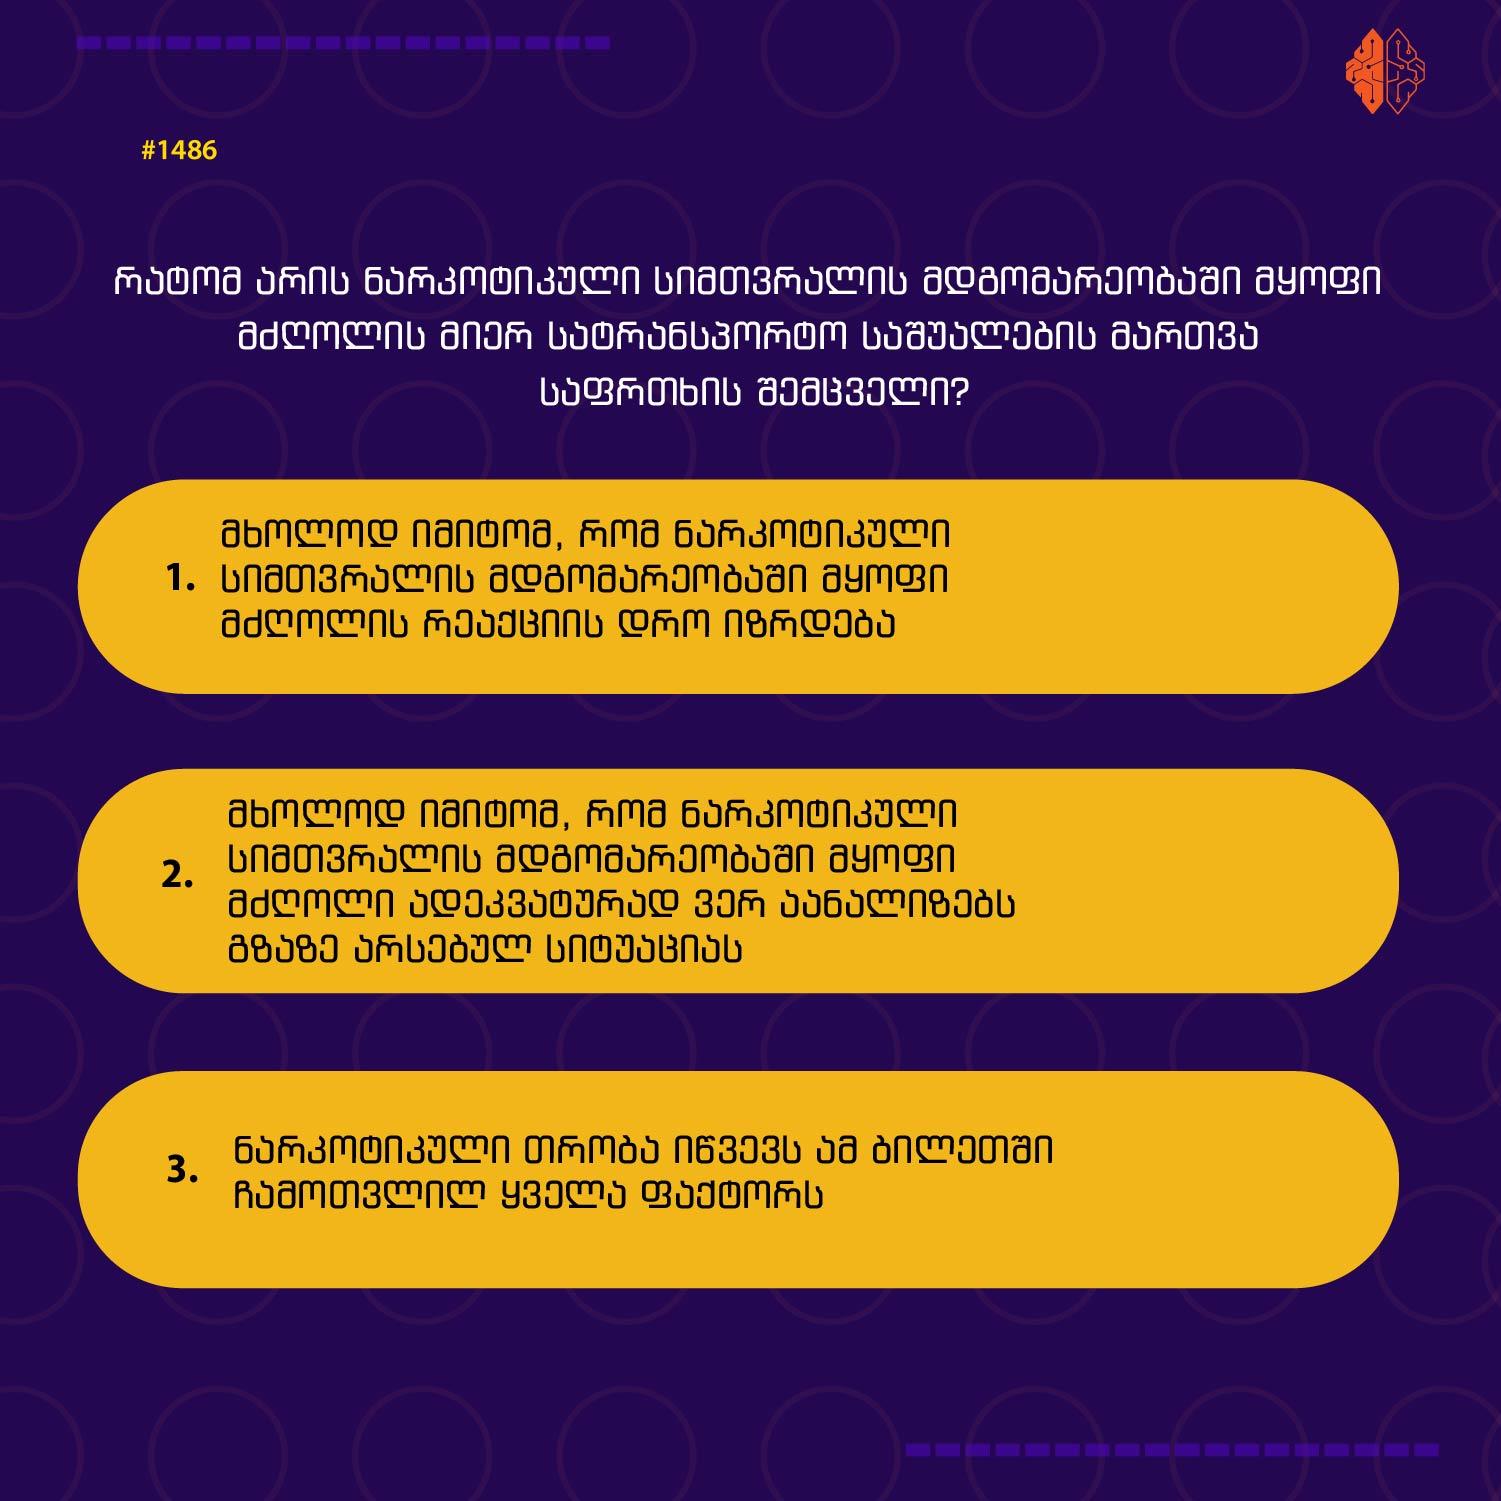 #1486
რატომ არის ნარკოტიკული სიმთვრალის მდგომარეობაში მყოფი
მძღოლის მიერ სატრანსპორტო საშუალების მართვა
საფრთხის შემცველი?
მხოლოდ იმიტომ, რომ ნარკოტიკული
1. სიმთვრალის მდგომარეობაში მყოფი
მძღოლის რეაქციის დრო იზრდება
მხოლოდ იმიტომ, რომ ნარკოტიკული
სიმთვრალის მდგომარეობაში მყოფი
2. მძღოლი ადეკვატურად ვერ აანალიზებს
გზაზე არსებულ სიტუაციას
ნარკოტიკული თრობა იწვევს ამ ბილეთში
3. ჩამოთვლილ ყველა ფაქტორს